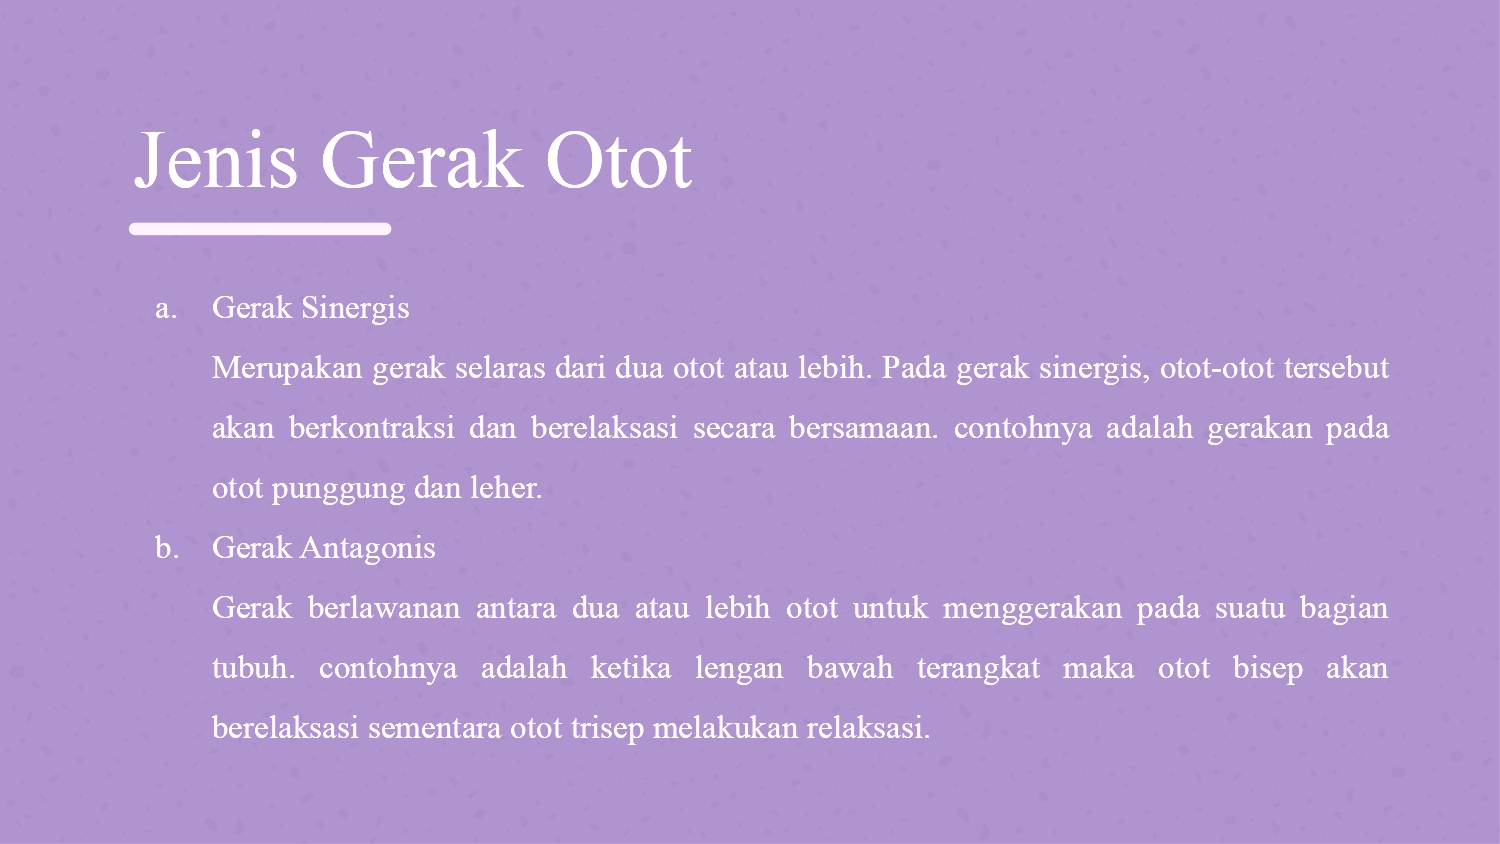 Jenis Gerak Otot
a. Gerak Sinergis
Merupakan gerak selaras dari dua otot atau lebih. Pada gerak sinergis, otot-otot tersebut
akan berkontraksi dan berelaksasi secara bersamaan. contohnya adalah gerakan pada
otot punggung dan leher.
b. Gerak Antagonis
Gerak berlawanan antara dua atau lebih otot untuk menggerakan pada suatu bagian
tubuh. contohnya adalah ketika lengan bawah terangkat maka otot bisep akan
berelaksasi sementara otot trisep melakukan relaksasi.